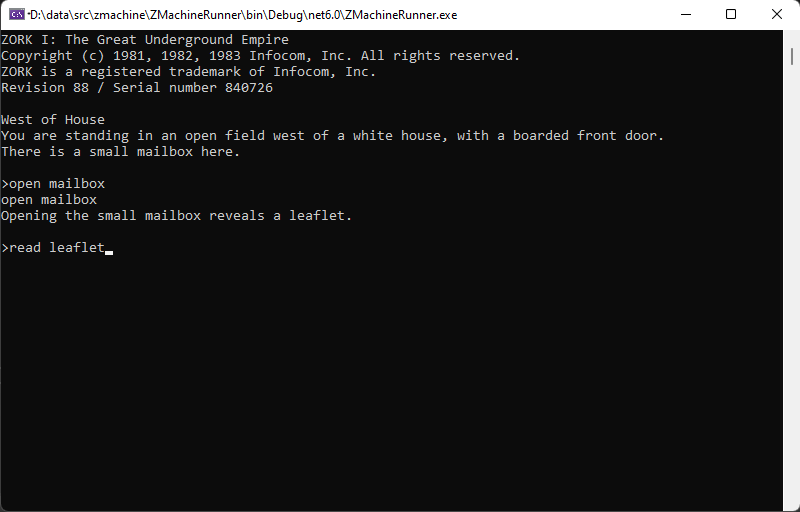 D:\data\src\zmachine\ZMachineRunner\bin\Debug\net6.0\ZMachineRunner.exe
ZORK I: The Great Underground Empire
Copyright (c) 1981, 1982, 1983 Infocom, Inc. All rights reserved.
ZORK is a registered trademark of Infocom, Inc.
Revision 88 / Serial number 840726
West of House
You are standing in an open field west of a white house, with a boarded front door.
There is a small mailbox here.
>open mailbox
open mailbox
Opening the small mailbox reveals a leaflet.
>read leaflet